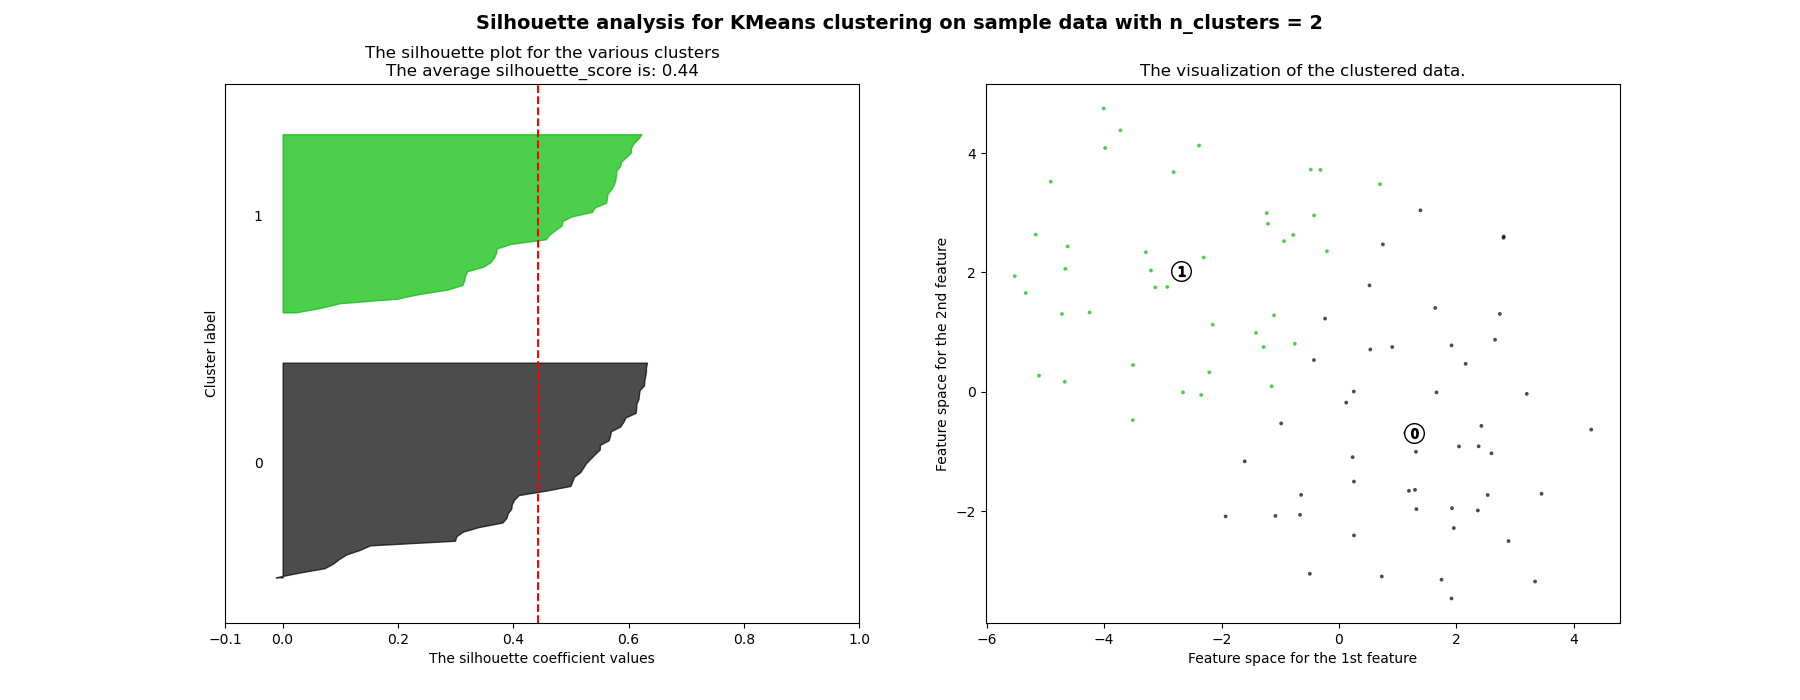 Silhouette analysis for KMeans clustering on sample data with n_clusters = 2
The silhouette plot for the various clusters
The average silhouette_score is: 0.44
Cluster label
1
0
−0.1 0.0 0.2 0.4 0.6 0.8 1.0
The silhouette coefficient values
The visualization of the clustered data.
Feature space for the 2nd feature
4
2
0
−2
1
0
−6 −4 −2 0 2 4
Feature space for the 1st feature